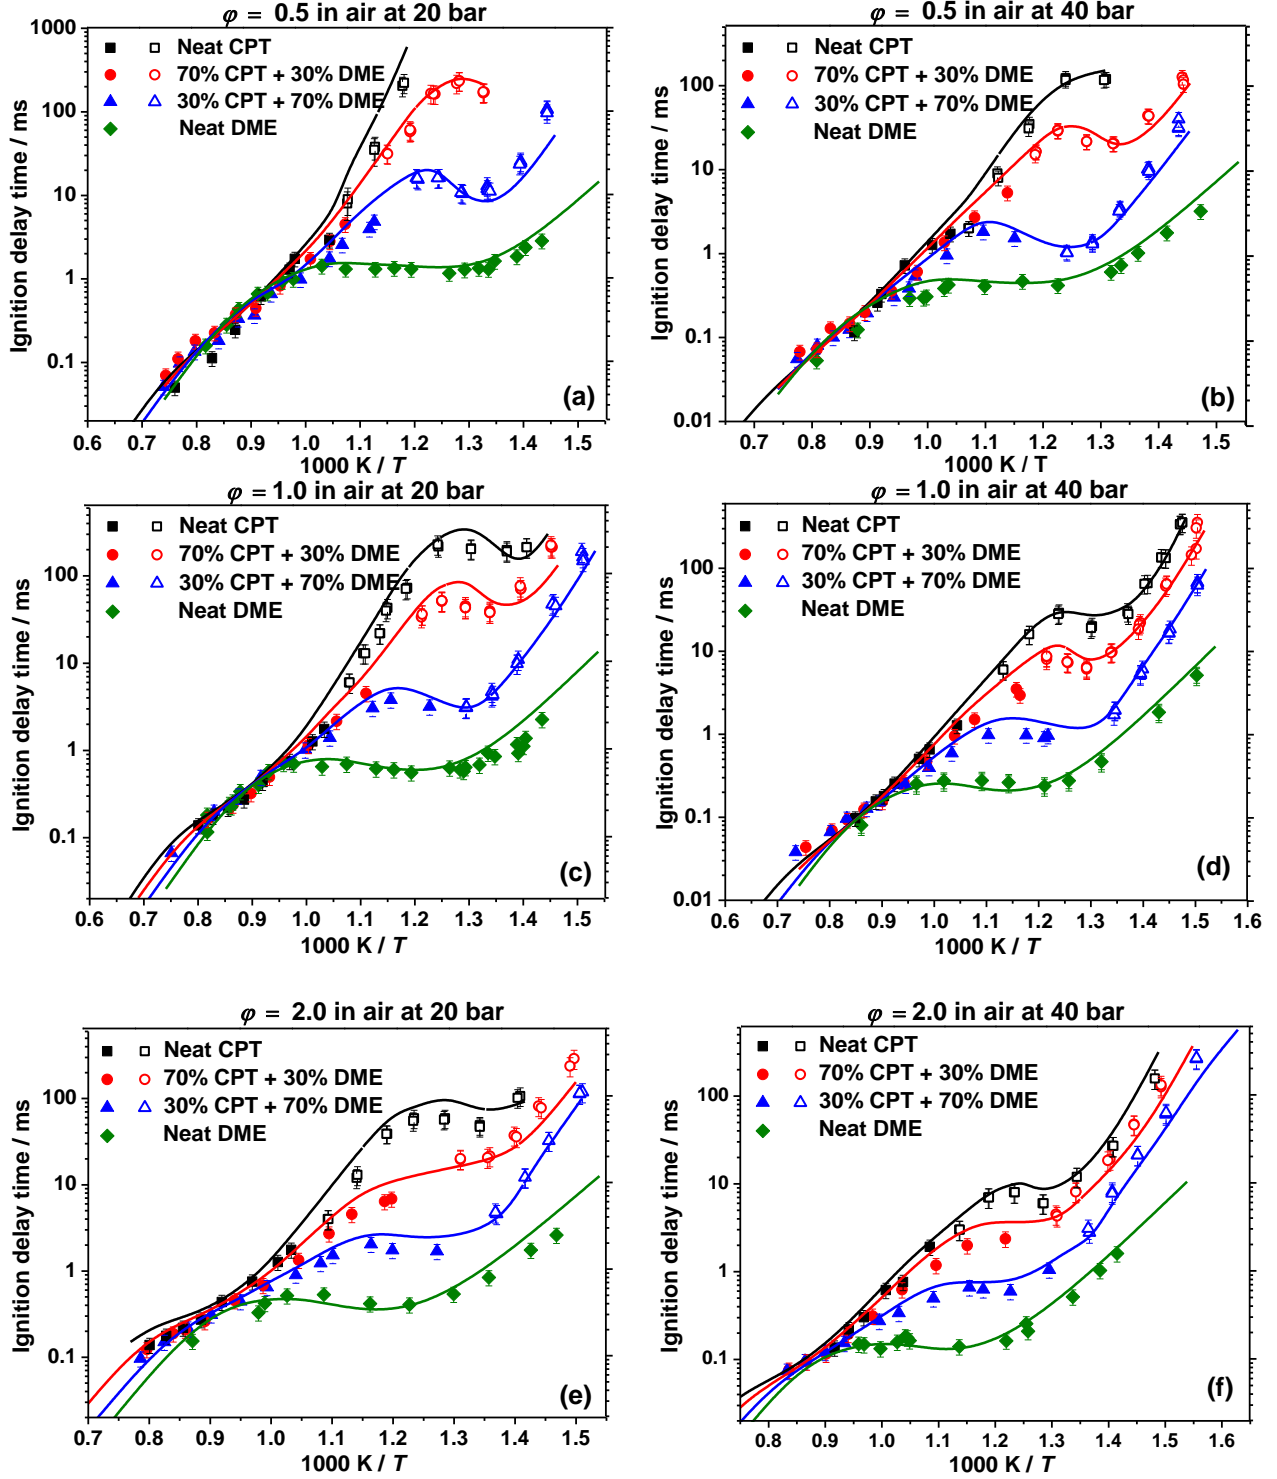 φ = 0.5 in air at 20 bar
1000
100
10
1
0.1
Ignition delay time / ms
Neat CPT
70% CPT + 30% DME
30% CPT + 70% DME
Neat DME
(a)
0.6 0.7 0.8 0.9 1.0 1.1 1.2 1.3 1.4 1.5
1000 K / T
φ = 0.5 in air at 40 bar
100
10
1
0.1
0.01
Ignition delay time / ms
Neat CPT
70% CPT + 30% DME
30% CPT + 70% DME
Neat DME
(b)
0.7 0.8 0.9 1.0 1.1 1.2 1.3 1.4 1.5
1000 K / T
φ = 1.0 in air at 20 bar
100
10
1
0.1
Ignition delay time / ms
Neat CPT
70% CPT + 30% DME
30% CPT + 70% DME
Neat DME
(c)
0.6 0.7 0.8 0.9 1.0 1.1 1.2 1.3 1.4 1.5
1000 K / T
φ = 1.0 in air at 40 bar
100
10
1
0.1
0.01
Ignition delay time / ms
Neat CPT
70% CPT + 30% DME
30% CPT + 70% DME
Neat DME
(d)
0.6 0.7 0.8 0.9 1.0 1.1 1.2 1.3 1.4 1.5 1.6
1000 K / T
φ = 2.0 in air at 20 bar
100
10
1
0.1
Ignition delay time / ms
Neat CPT
70% CPT + 30% DME
30% CPT + 70% DME
Neat DME
(e)
0.7 0.8 0.9 1.0 1.1 1.2 1.3 1.4 1.5
1000 K / T
φ = 2.0 in air at 40 bar
100
10
1
0.1
Ignition delay time / ms
Neat CPT
70% CPT + 30% DME
30% CPT + 70% DME
Neat DME
(f)
0.8 0.9 1.0 1.1 1.2 1.3 1.4 1.5 1.6
1000 K / T